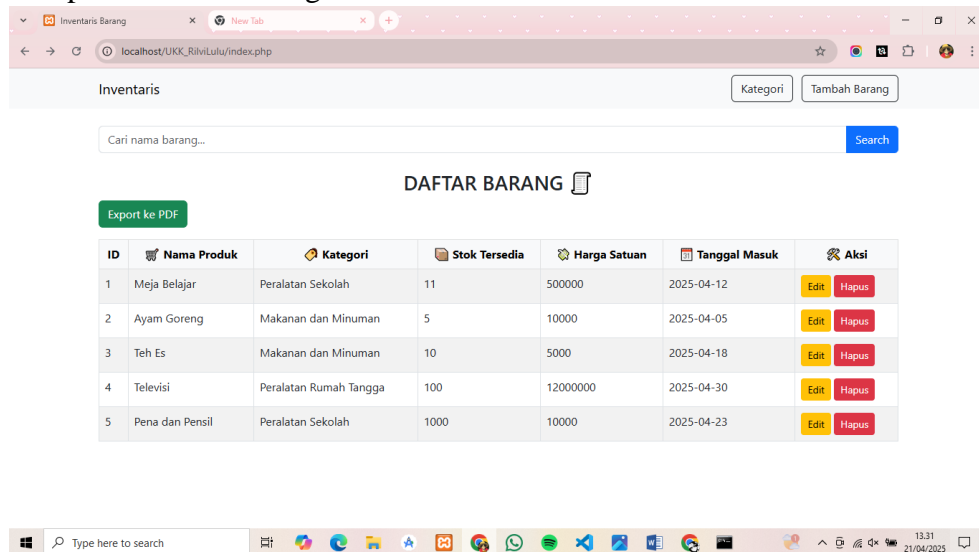 Inventaris Barang New Tab
localhost/UKK_RilviLulu/index.php
Inventaris Kategori Tambah Barang
Cari nama barang... Search
DAFTAR BARANG
Export ke PDF
ID Nama Produk Kategori Stok Tersedia Harga Satuan Tanggal Masuk Aksi
1 Meja Belajar Peralatan Sekolah 11 500000 2025-04-12 Edit Hapus
2 Ayam Goreng Makanan dan Minuman 5 10000 2025-04-05 Edit Hapus
3 Teh Es Makanan dan Minuman 10 5000 2025-04-18 Edit Hapus
4 Televisi Peralatan Rumah Tangga 100 12000000 2025-04-30 Edit Hapus
5 Pena dan Pensil Peralatan Sekolah 1000 10000 2025-04-23 Edit Hapus
Type here to search 13.31
21/04/2025